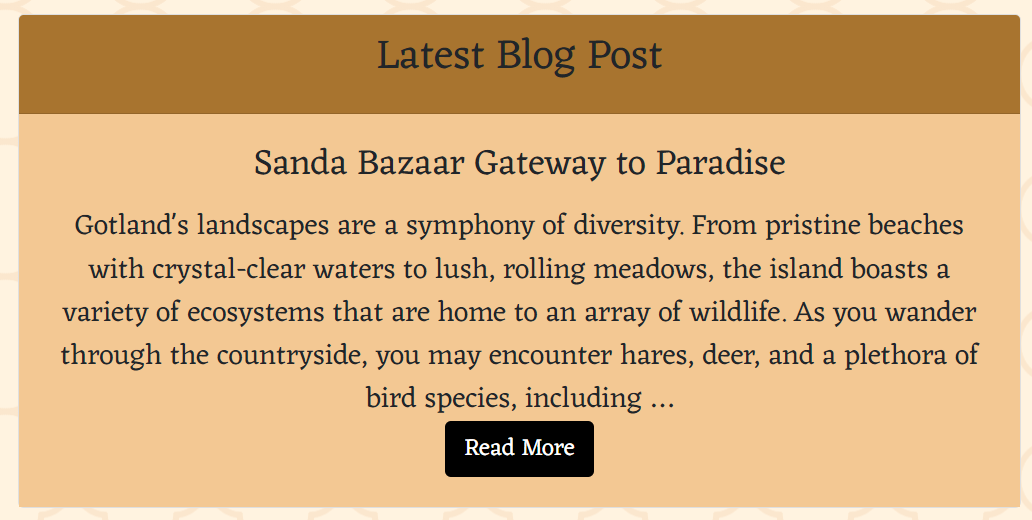 Latest Blog Post
Sanda Bazaar Gateway to Paradise
Gotland's landscapes are a symphony of diversity. From pristine beaches
with crystal-clear waters to lush, rolling meadows, the island boasts a
variety of ecosystems that are home to an array of wildlife. As you wander
through the countryside, you may encounter hares, deer, and a plethora of
bird species, including ...
Read More